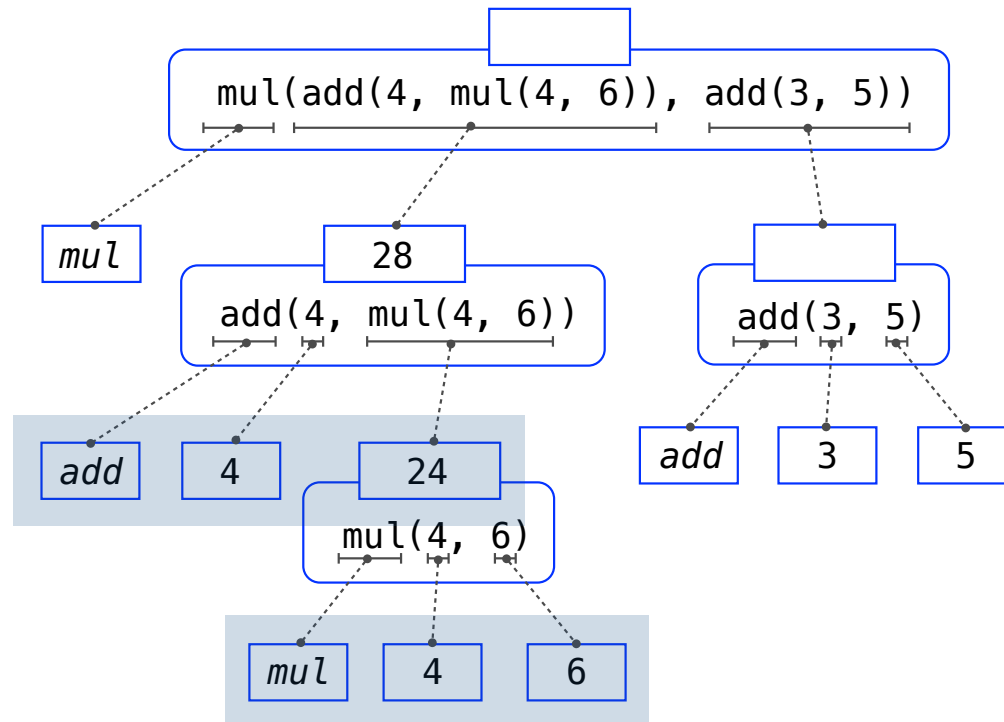 mul(add(4, mul(4, 6)), add(3, 5))
mul
28
add(4, mul(4, 6))
add(3, 5)
add
4
24
add
3
5
mul(4, 6)
mul
4
6